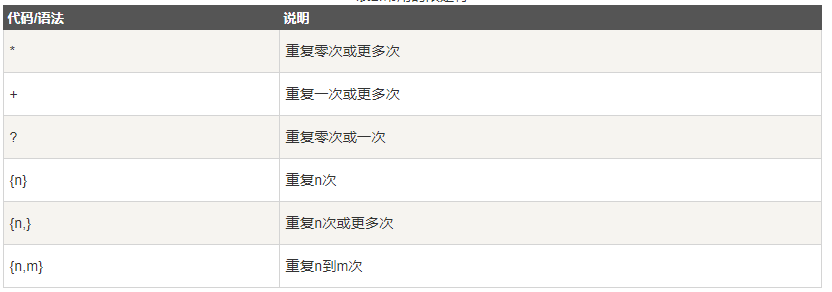 代码/语法 说明
* 重复零次或更多次
+ 重复一次或更多次
? 重复零次或一次
{n} 重复n次
{n,} 重复n次或更多次
{n,m} 重复n到m次